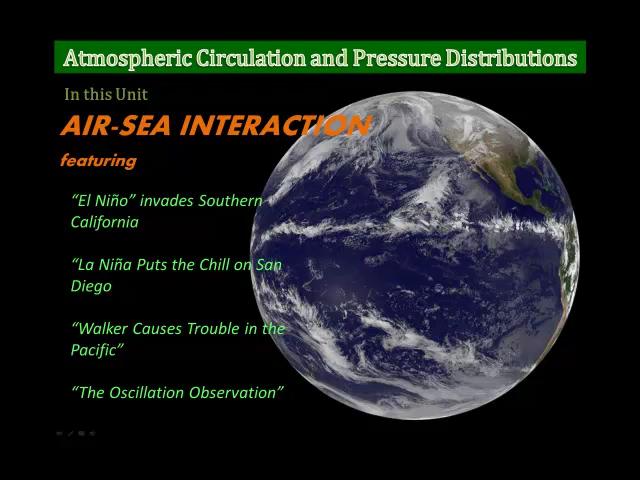 Atmospheric Circulation and Pressure Distributions
In this Unit
AIR-SEA INTERACTION
featuring
“El Niño” invades Southern
California
“La Niña Puts the Chill on San
Diego
“Walker Causes Trouble in the
Pacific”
“The Oscillation Observation”